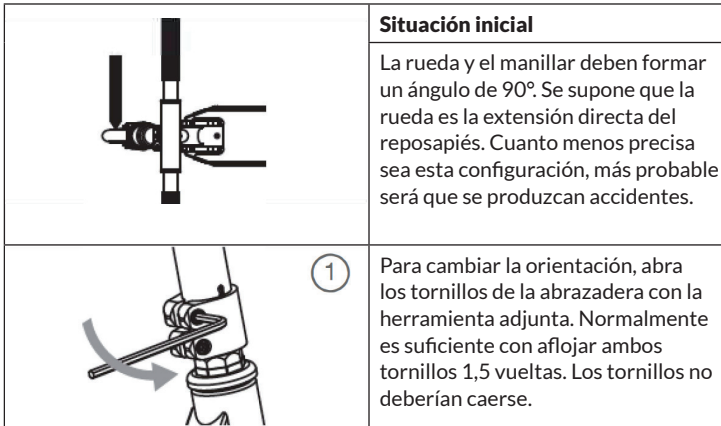 Situación inicial
La rueda y el manillar deben formar
un ángulo de 90°. Se supone que la
rueda es la extensión directa del
reposapiés. Cuanto menos precisa
sea esta configuración, más probable
será que se produzcan accidentes.
1
Para cambiar la orientación, abra
los tornillos de la abrazadera con la
herramienta adjunta. Normalmente
es suficiente con aflojar ambos
tornillos 1,5 vueltas. Los tornillos no
deberían caerse.